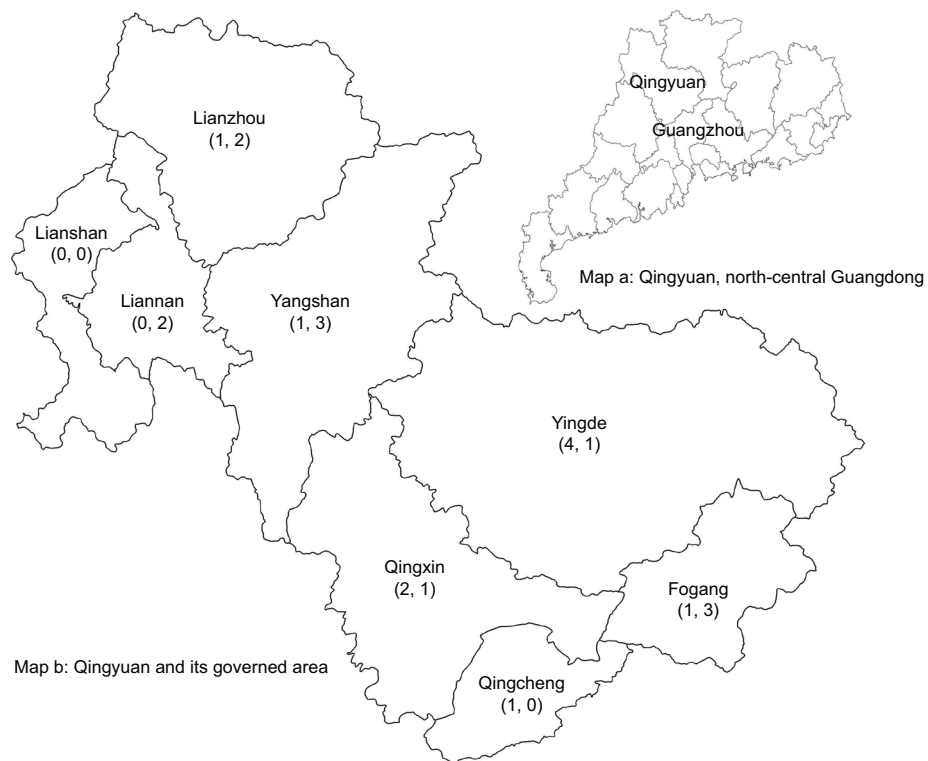 Qingyuan
Guangzhou
Map a: Qingyuan, north-central Guangdong
Lianzhou
(1, 2)
Lianshan
(0, 0)
Liannan
(0, 2)
Yangshan
(1, 3)
Yingde
(4, 1)
Qingxin
(2, 1)
Fogang
(1, 3)
Qingcheng
(1, 0)
Map b: Qingyuan and its governed area